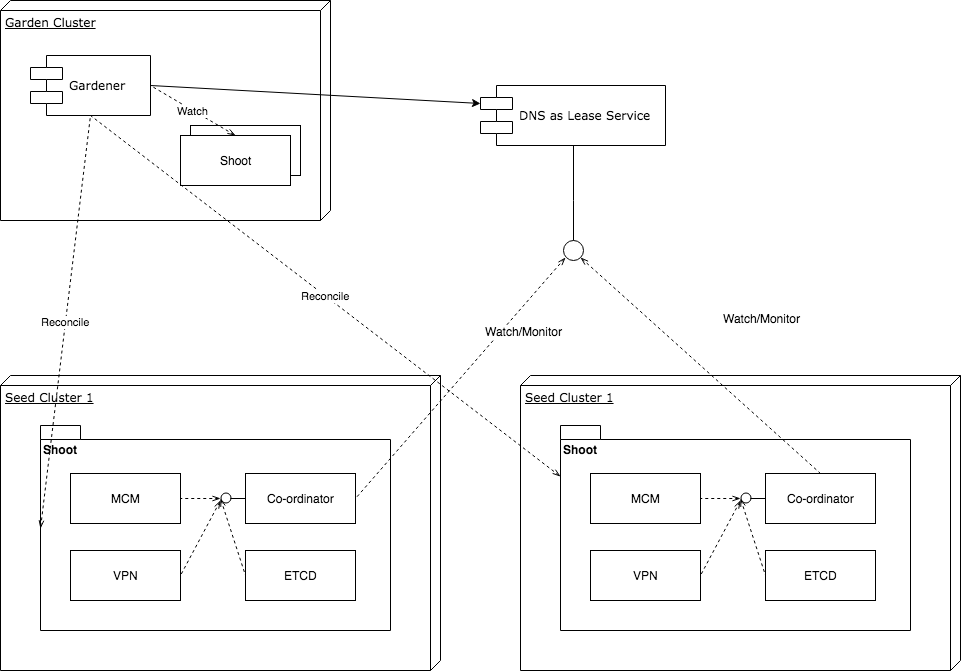 Garden Cluster
Gardener
Watch
DNS as Lease Service
Shoot
Reconcile
Reconcile
Watch/Monitor
Watch/Monitor
Seed Cluster 1
Shoot
MCM
Co-ordinator
VPN
ETCD
Seed Cluster 1
Shoot
MCM
Co-ordinator
VPN
ETCD